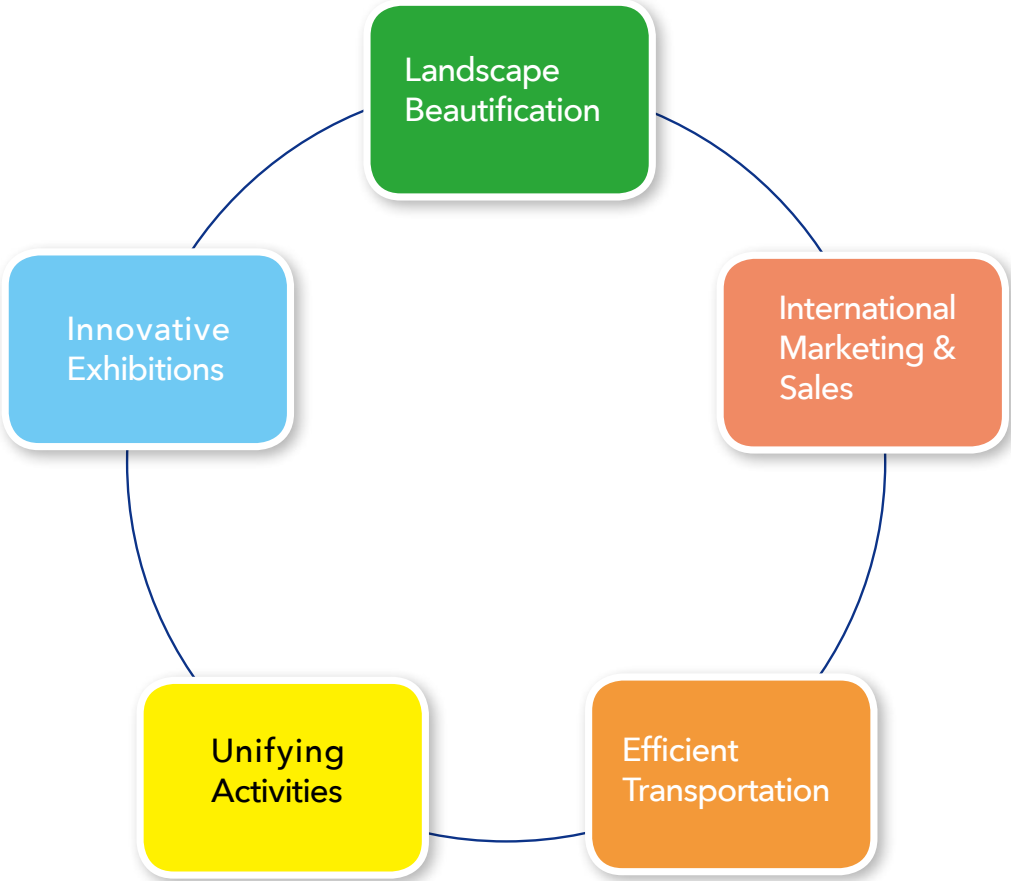 Landscape
Beautification
International
Marketing &
Sales
Efficient
Transportation
Unifying
Activities
Innovative
Exhibitions